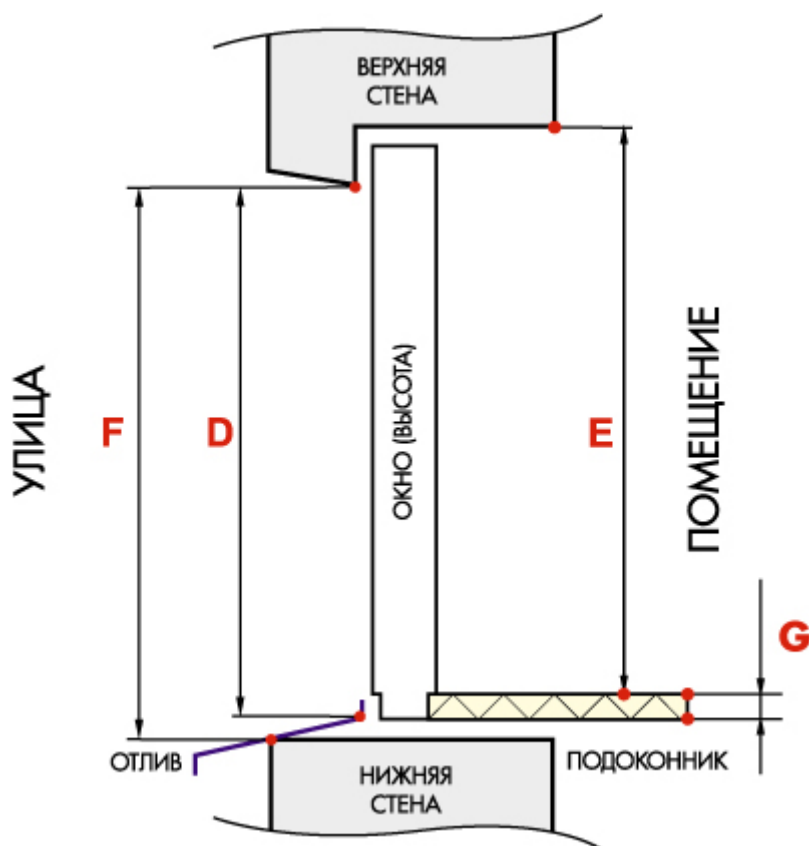 ВЕРХНЯЯ
СТЕНА
УЛИЦА
F
D
ОКНО (ВЫСОТА)
E
ПОМЕЩЕНИЕ
G
ОТЛИВ
ПОДОКОННИК
НИЖНЯЯ
СТЕНА